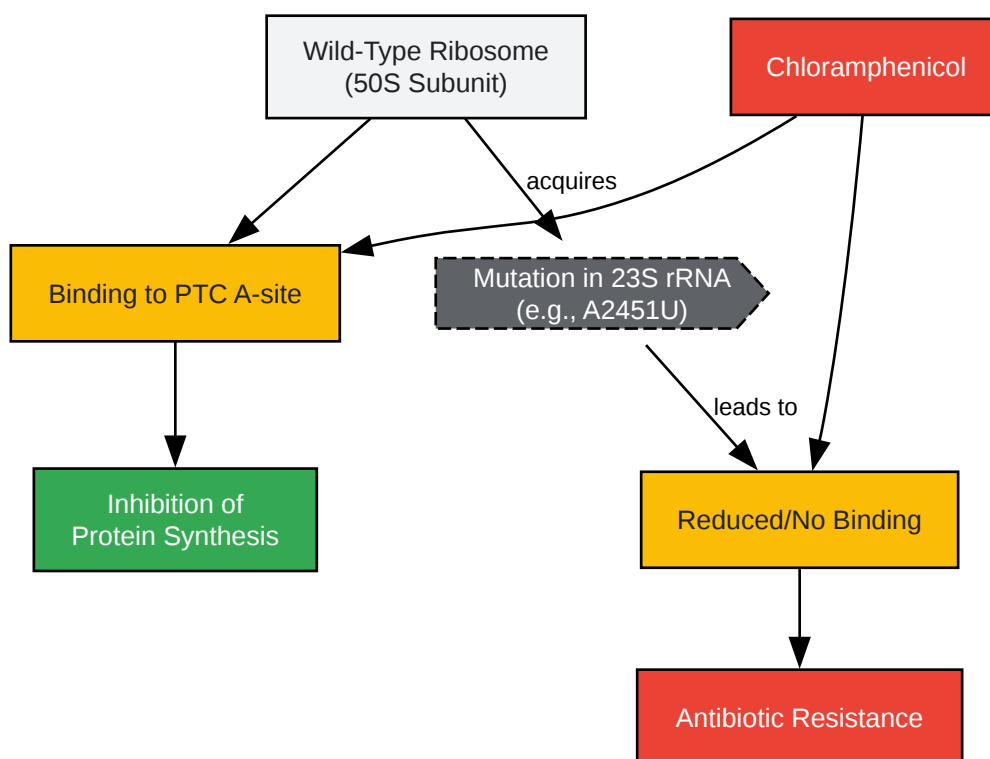 Wild-Type Ribosome
(50S Subunit)
Chloramphenicol
acquires
Binding to PTC A-site
Mutation in 23S rRNA
(e.g., A2451U)
leads to
Inhibition of
Protein Synthesis
Reduced/No Binding
Antibiotic Resistance